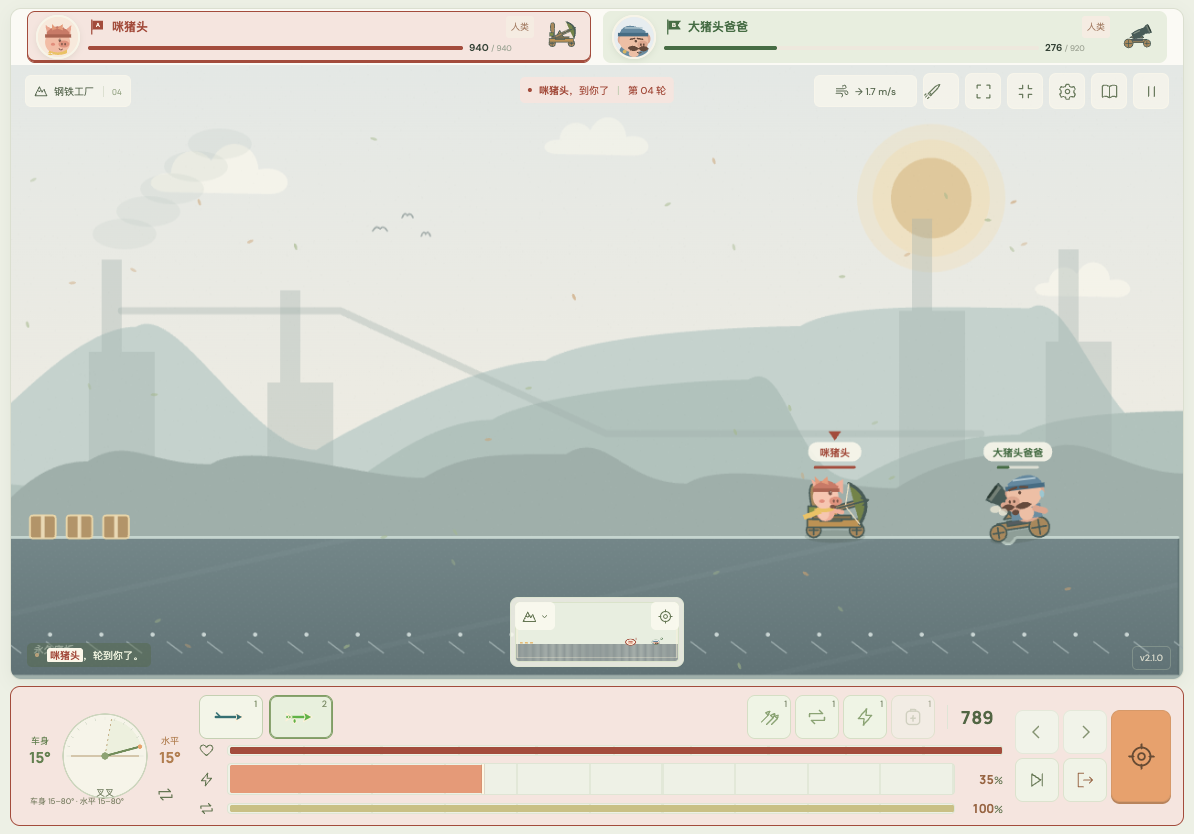 咪猪头
人类
940 / 940
大猪头爸爸
人类
276 / 920
钢铁工厂 04
咪猪头，到你了 第 04 轮
→ 1.7 m/s
咪猪头
大猪头爸爸
咪猪头，轮到你了。
v2.1.0
1
2
1
1
1
1
789
车身
15°
水平
15°
叉叉
车身 15–80° · 水平 15–80°
35%
100%